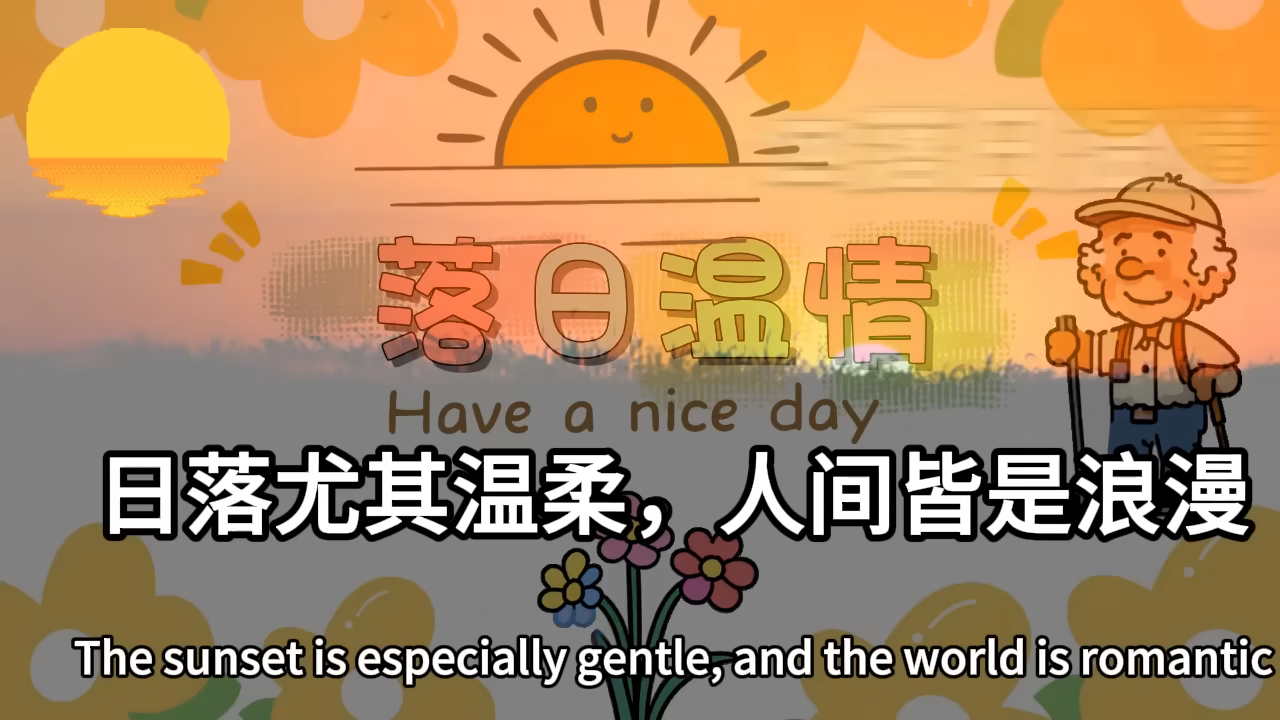 落日温情
Have a nice day
日落尤其温柔，人间皆是浪漫
The sunset is especially gentle, and the world is romantic